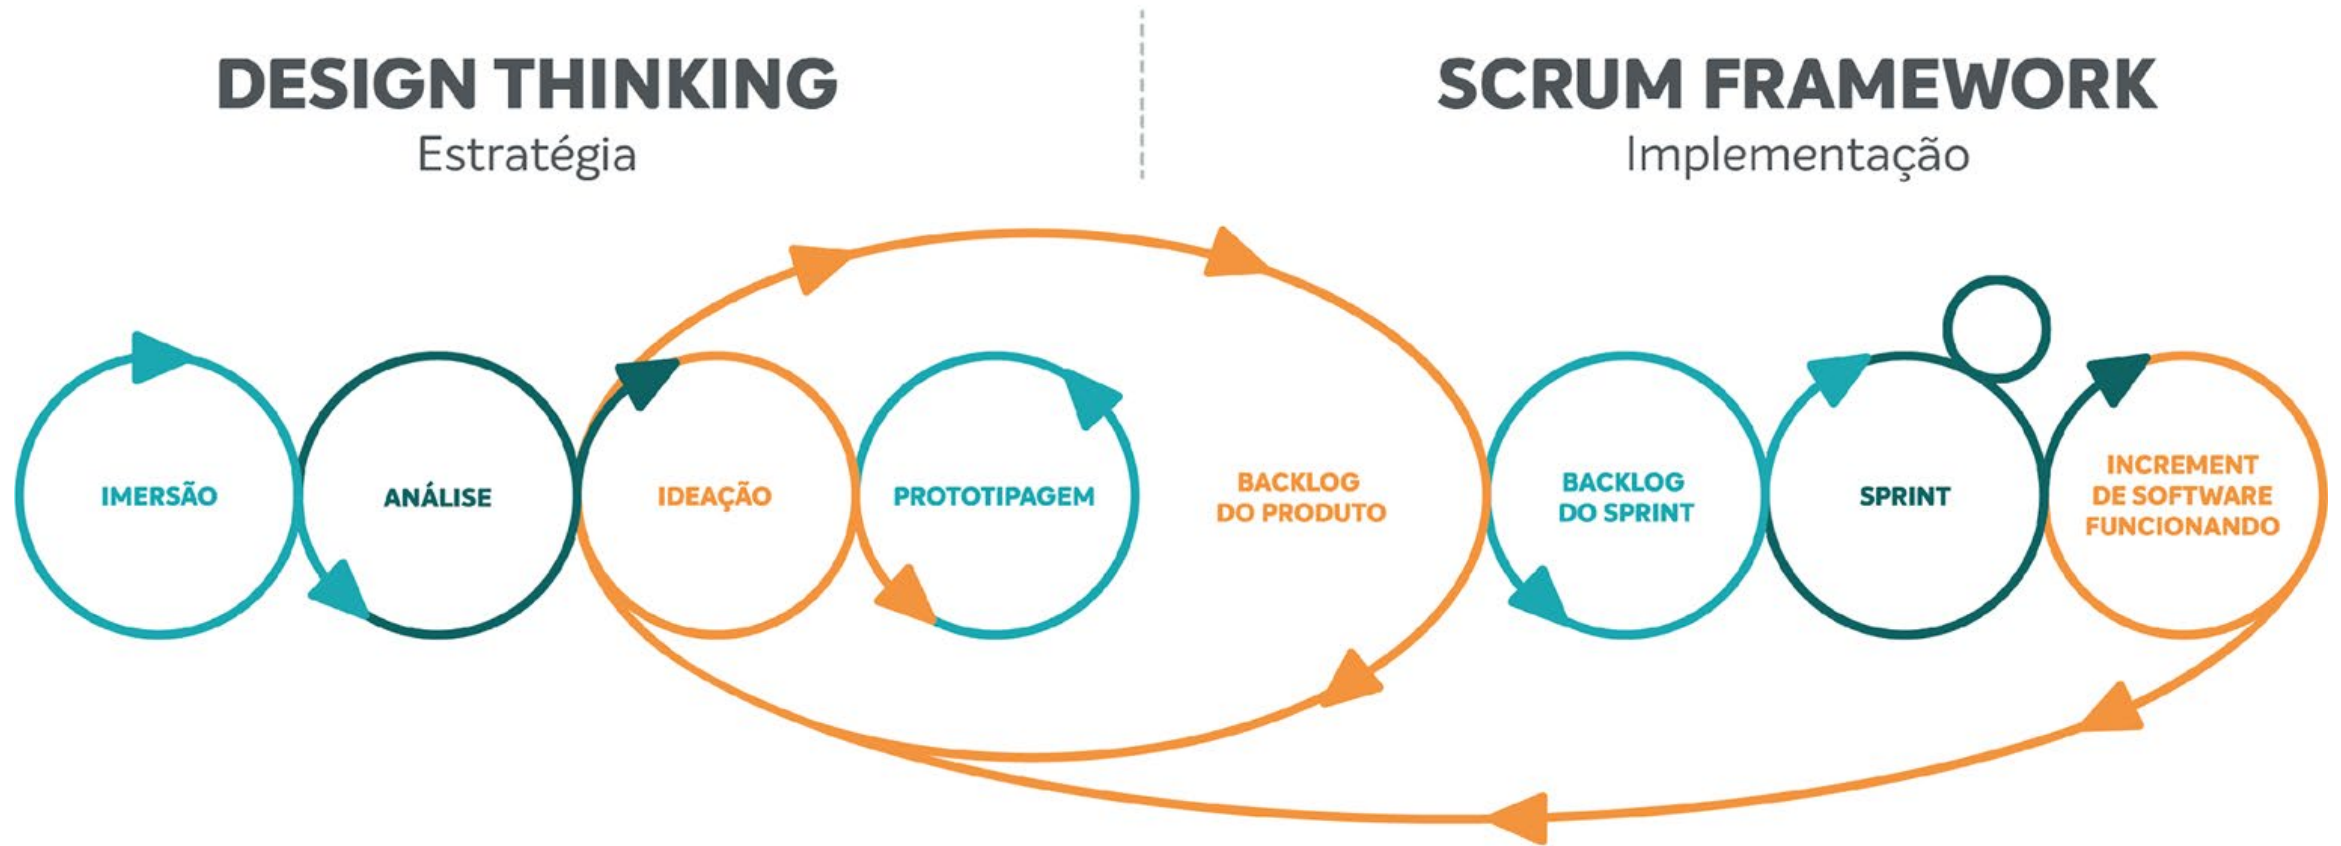 DESIGN THINKING
Estratégia
SCRUM FRAMEWORK
Implementação
IMERSÃO
ANÁLISE
IDEAÇÃO
PROTOTIPAGEM
BACKLOG
DO PRODUTO
BACKLOG
DO SPRINT
SPRINT
INCREMENT
DE SOFTWARE
FUNCIONANDO